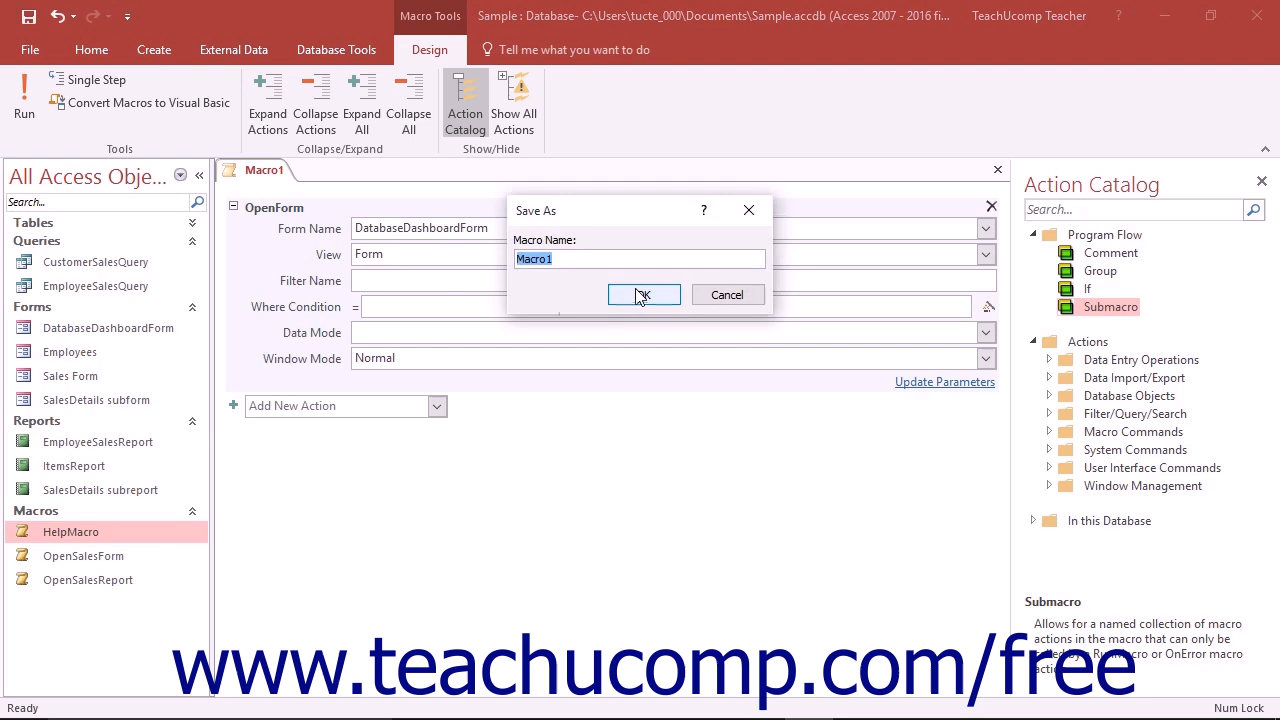 Macro Tools
Sample : Database- C:\Users\tucte_000\Documents\Sample.accdb (Access 2007 - 2016 fi...
TeachUcomp Teacher
?
File
Home
Create
External Data
Database Tools
Design
Tell me what you want to do
Run
Single Step
Convert Macros to Visual Basic
Tools
Expand
Actions
Collapse
Actions
Expand
All
Collapse
All
Collapse/Expand
Action
Catalog
Show All
Actions
Show/Hide
All Access Obje...
Search...
Tables
Queries
CustomerSalesQuery
EmployeeSalesQuery
Forms
DatabaseDashboardForm
Employees
Sales Form
SalesDetails subform
Reports
EmployeeSalesReport
ItemsReport
SalesDetails subreport
Macros
HelpMacro
OpenSalesForm
OpenSalesReport
Macro1
OpenForm
Form Name
DatabaseDashboardForm
View
Form
Filter Name
Where Condition
Data Mode
Window Mode
Normal
Update Parameters
Add New Action
Save As
?
Macro Name:
Macro1
OK
Cancel
Action Catalog
Search...
Program Flow
Comment
Group
If
Submacro
Actions
Data Entry Operations
Data Import/Export
Database Objects
Filter/Query/Search
Macro Commands
System Commands
User Interface Commands
Window Management
In this Database
Submacro
Allows for a named collection of macro
actions in the macro that can only be
called by a RunMacro or OnError macro
action.
www.teachucomp.com/free
Ready
Num Lock